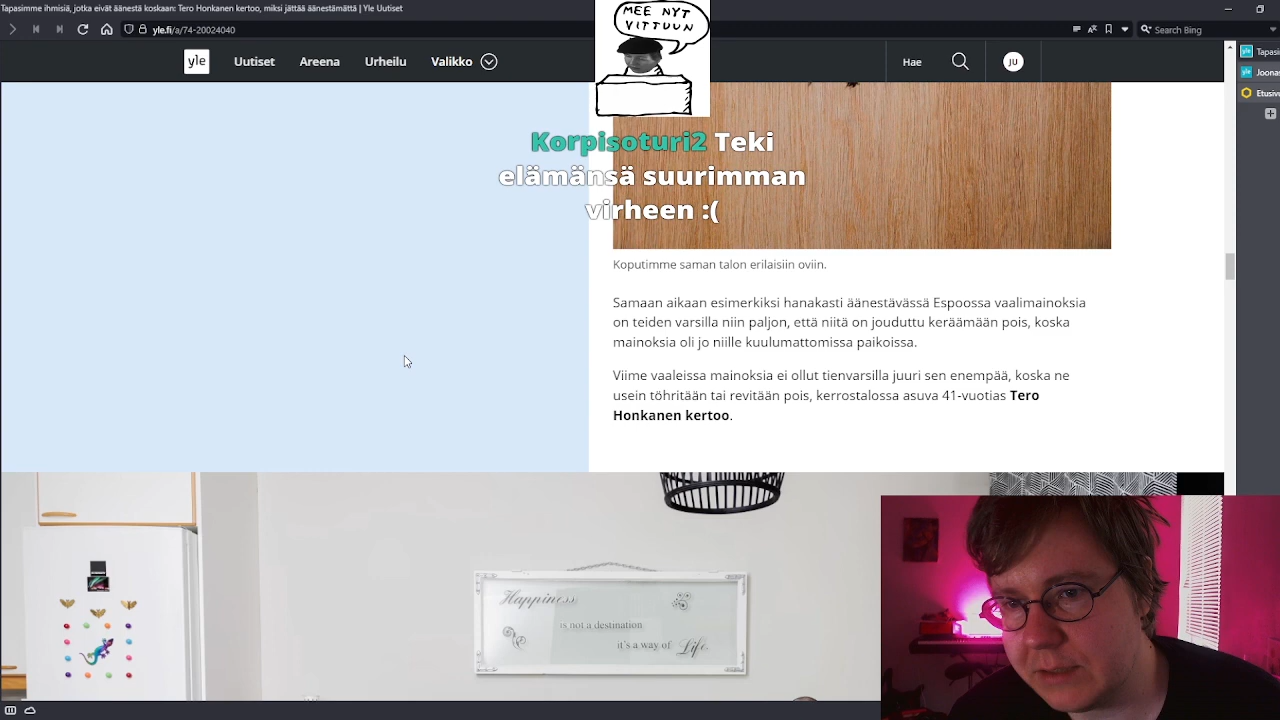 Tapasimme ihmisiä, jotka eivät äänestä koskaan: Tero Honkanen kertoo, miksi jättää äänestämättä | Yle Uutiset
yle.fi/a/74-20024040
Search Bing
yle
Uutiset
Areena
Urheilu
Valikko
Hae
JU
yle Tapasi
yle Joonas
Etusivu
MEE NYT
VITTUUN
Korpisoturi2 Teki
elämänsä suurimman
virheen :(
Koputimme saman talon erilaisiin oviin.
Samaan aikaan esimerkiksi hanakasti äänestävässä Espoossa vaalimainoksia
on teiden varsilla niin paljon, että niitä on jouduttu keräämään pois, koska
mainoksia oli jo niille kuulumattomissa paikoissa.
Viime vaaleissa mainoksia ei ollut tienvarsilla juuri sen enempää, koska ne
usein töhritään tai revitään pois, kerrostalossa asuva 41-vuotias Tero
Honkanen kertoo.
Happiness
is not a destination
it's a way of Life.